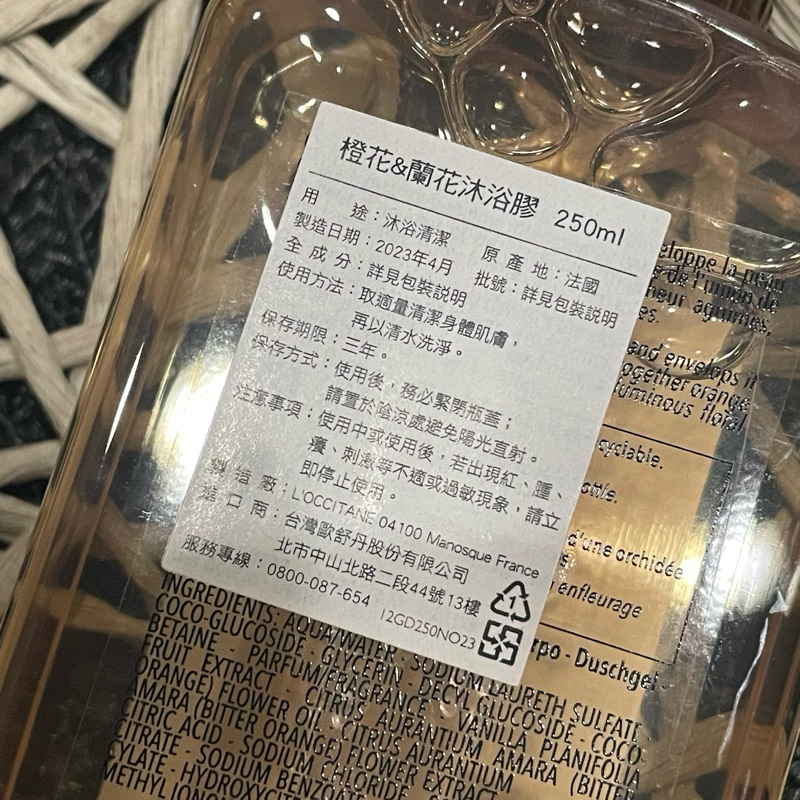 橙花&蘭花沐浴膠 250ml
用 途：沐浴清潔 原 產 地：法國
製造日期：2023年4月 批號：詳見包裝說明
全 成 分：詳見包裝說明
使用方法：取適量清潔身體肌膚，
再以清水洗淨。
保存期限：三年。
保存方式：使用後，務必緊閉瓶蓋；
請置於陰涼處避免陽光直射。
注意事項：使用中或使用後，若出現紅、腫、
癢、刺激等不適或過敏現象，請立
即停止使用。
製 造 廠：L'OCCITANE 04100 Manosque France
進 口 商：台灣歐舒丹股份有限公司
北市中山北路二段44號13樓
服務專線：0800-087-654 12GD250NO23
1
eloppe la peau
de l'union de
es.
and envelops it
together orange
luminous floral
cyclable.
ottle.
d'une orchidée
enfleurage
rpo - Duschgel
INGREDIENTS: AQUA/WATER - SODIUM LAURETH SULFATE -
COCO-GLUCOSIDE - GLYCERIN - DECYL GLUCOSIDE - COCO-
BETAINE - PARFUM/FRAGRANCE - VANILLA PLANIFOLIA
FRUIT EXTRACT - CITRUS AURANTIUM AMARA (BITTER
ORANGE) FLOWER OIL - CITRUS AURANTIUM
AMARA (BITTER ORANGE) FLOWER EXTRACT
CITRIC ACID - SODIUM CHLORIDE
CITRATE - SODIUM BENZOATE
CYLATE - HYDROXYCIT
METHYL IONO